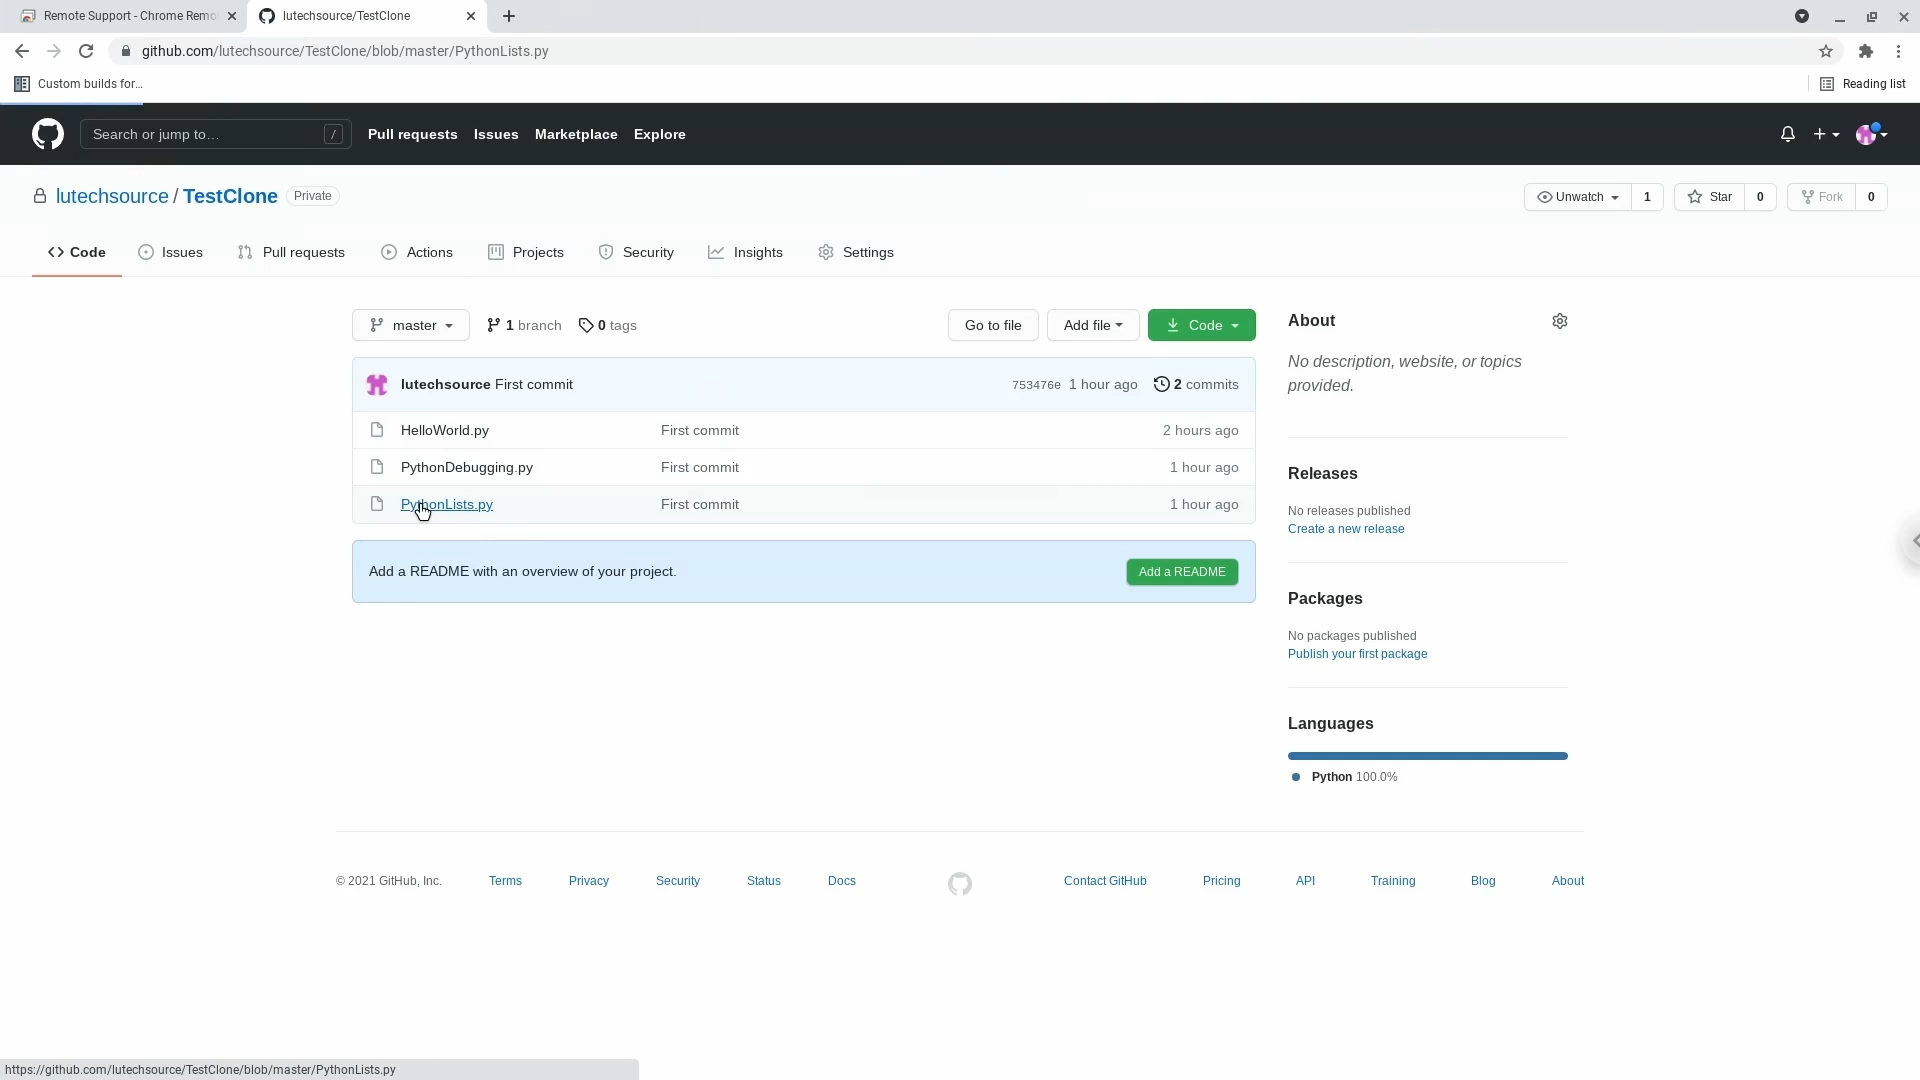 Remote Support - Chrome Remo
lutechsource/TestClone
github.com/lutechsource/TestClone/blob/master/PythonLists.py
Custom builds for…
Reading list
Search or jump to…
/
Pull requests
Issues
Marketplace
Explore
lutechsource / TestClone
Private
Unwatch
1
Star
0
Fork
0
Code
Issues
Pull requests
Actions
Projects
Security
Insights
Settings
master
1 branch
0 tags
Go to file
Add file
Code
lutechsource First commit
753476e 1 hour ago
2 commits
HelloWorld.py
First commit
2 hours ago
PythonDebugging.py
First commit
1 hour ago
PythonLists.py
First commit
1 hour ago
Add a README with an overview of your project.
Add a README
About
No description, website, or topics
provided.
Releases
No releases published
Create a new release
Packages
No packages published
Publish your first package
Languages
Python 100.0%
© 2021 GitHub, Inc.
Terms
Privacy
Security
Status
Docs
Contact GitHub
Pricing
API
Training
Blog
About
https://github.com/lutechsource/TestClone/blob/master/PythonLists.py